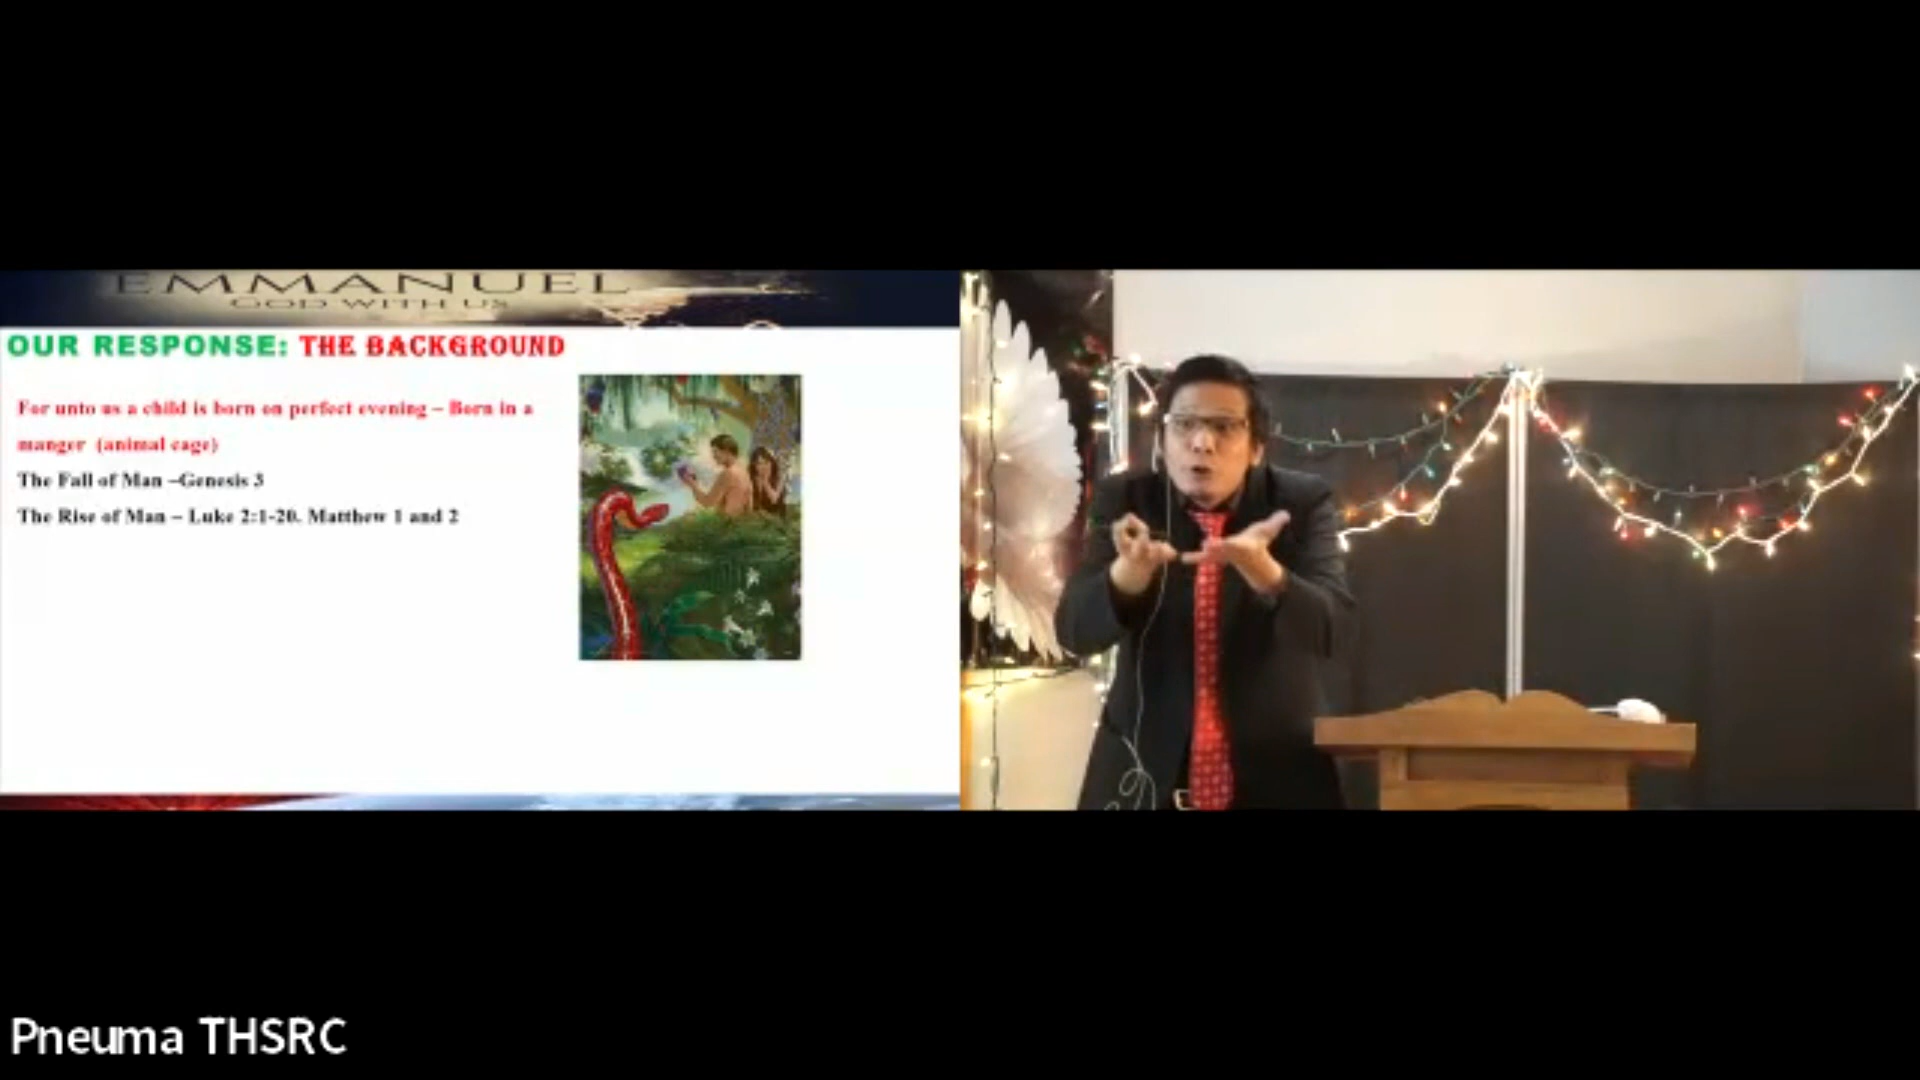 EMMANUEL
GOD WITH US
OUR RESPONSE: THE BACKGROUND
For unto us a child is born on perfect evening – Born in a
manger (animal cage)
The Fall of Man –Genesis 3
The Rise of Man – Luke 2:1-20. Matthew 1 and 2
Pneuma THSRC